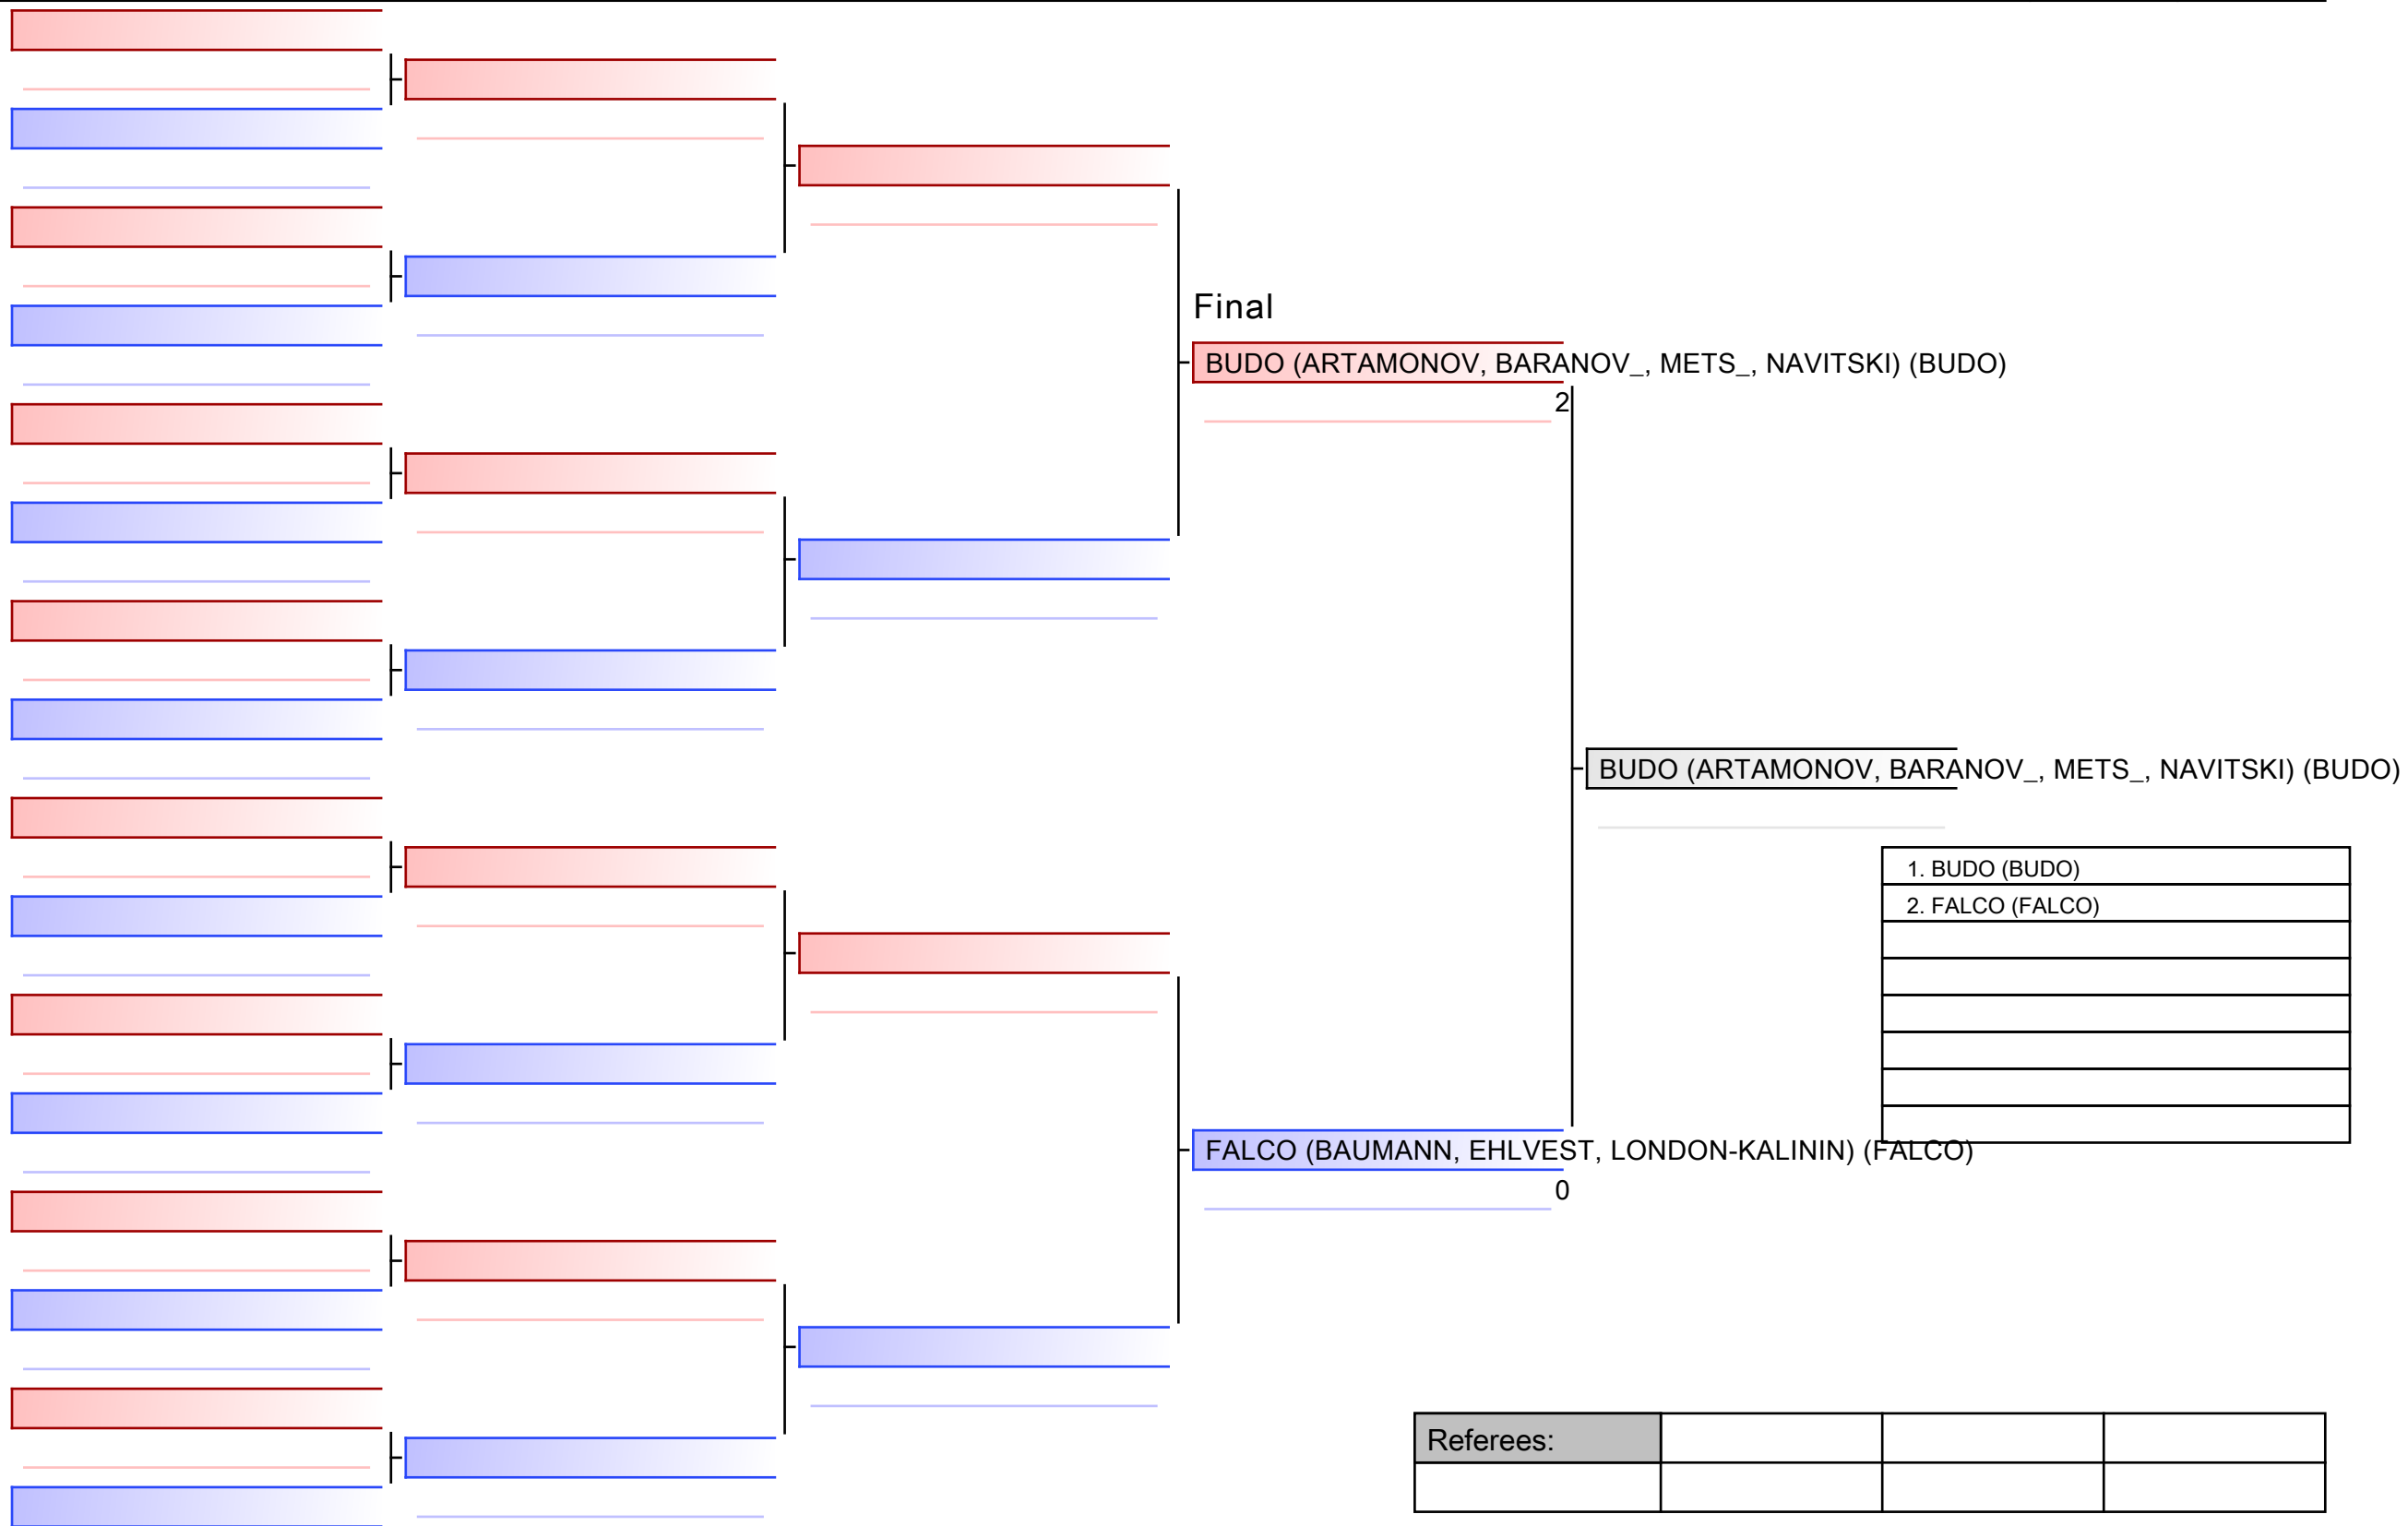 Final
BUDO (ARTAMONOV, BARANOV_, METS_, NAVITSKI) (BUDO)
2
BUDO (ARTAMONOV, BARANOV_, METS_, NAVITSKI) (BUDO)
1. BUDO (BUDO)
2. FALCO (FALCO)
FALCO (BAUMANN, EHLVEST, LONDON-KALININ) (FALCO)
0
Referees: